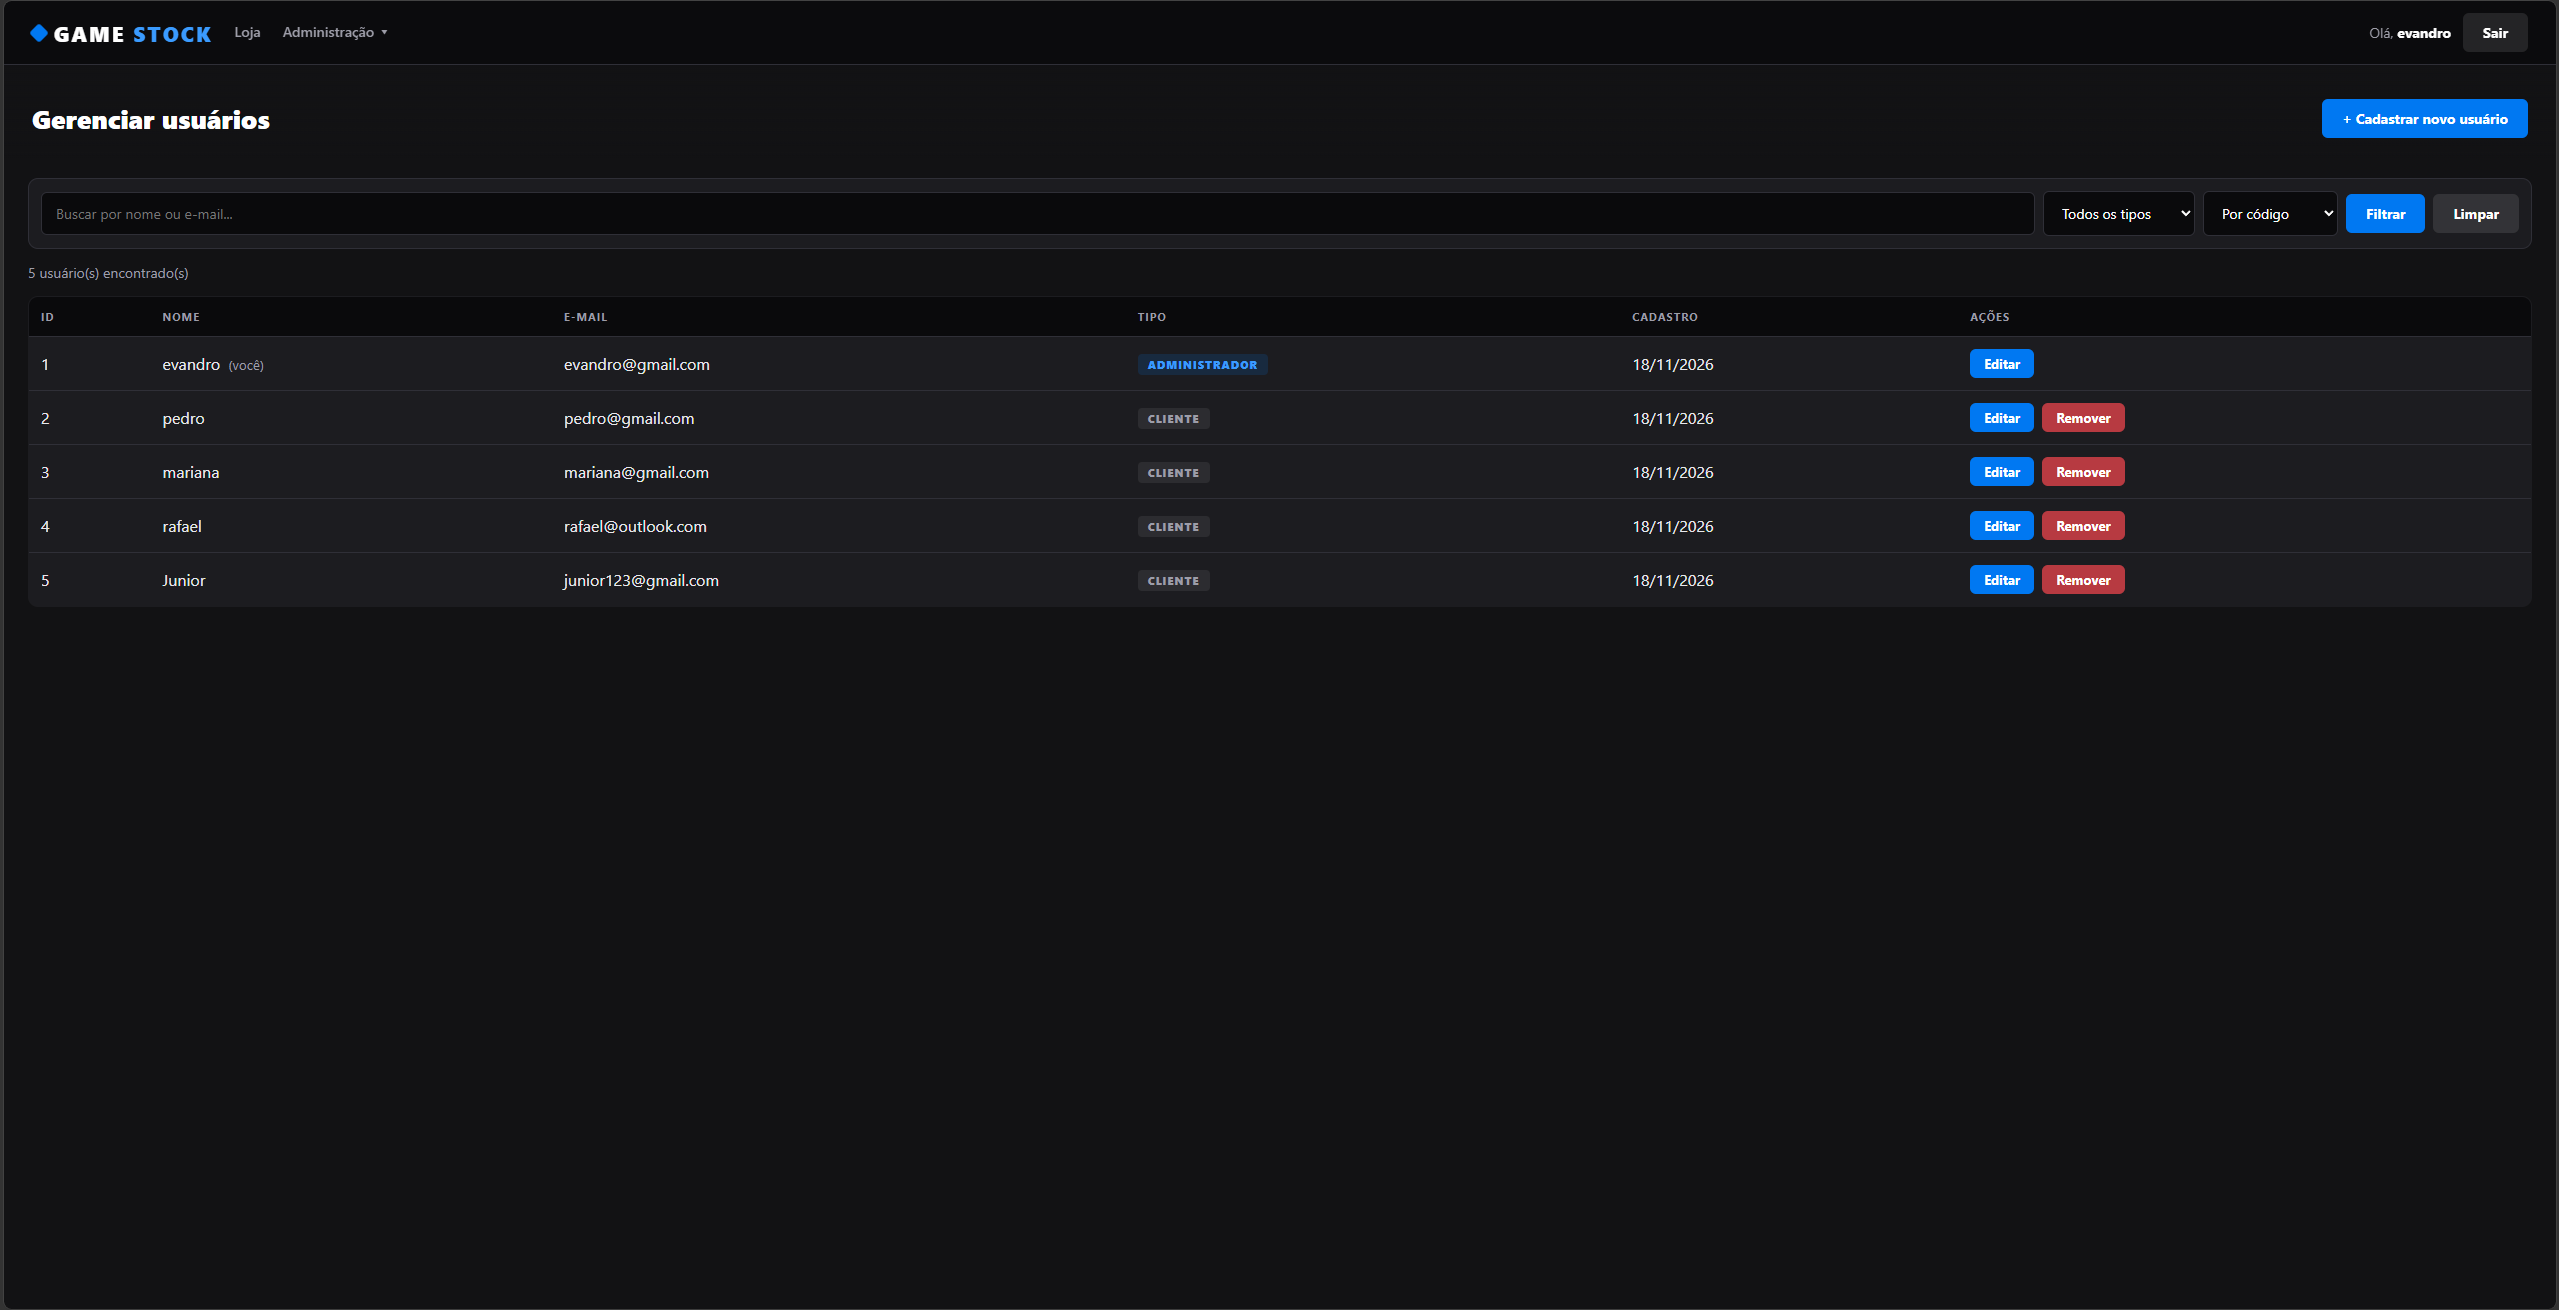 GAME STOCK Loja Administração ▾ Olá, evandro Sair
Gerenciar usuários + Cadastrar novo usuário
Buscar por nome ou e-mail... Todos os tipos Por código Filtrar Limpar
5 usuário(s) encontrado(s)
ID NOME E-MAIL TIPO CADASTRO AÇÕES
1 evandro (você) evandro@gmail.com ADMINISTRADOR 18/11/2026 Editar
2 pedro pedro@gmail.com CLIENTE 18/11/2026 Editar Remover
3 mariana mariana@gmail.com CLIENTE 18/11/2026 Editar Remover
4 rafael rafael@outlook.com CLIENTE 18/11/2026 Editar Remover
5 Junior junior123@gmail.com CLIENTE 18/11/2026 Editar Remover